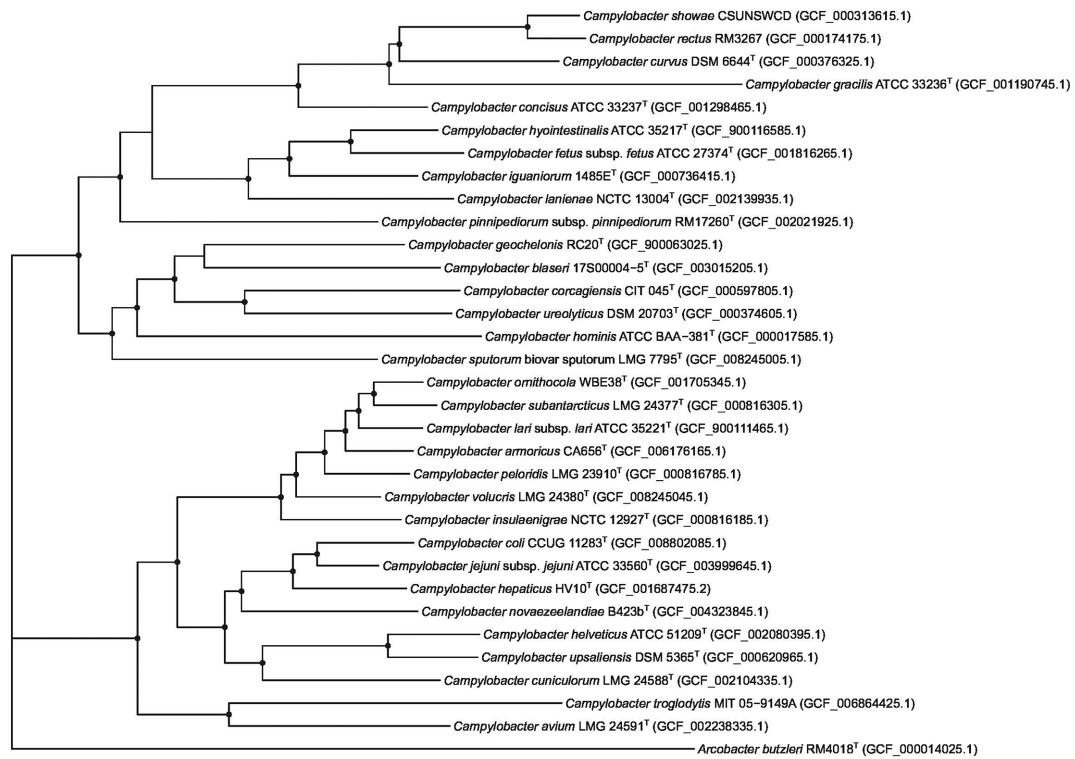 Campylobacter showae CSUNSWCD (GCF_000313615.1)
Campylobacter rectus RM3267 (GCF_000174175.1)
Campylobacter curvus DSM 6644ᵀ (GCF_000376325.1)
Campylobacter gracilis ATCC 33236ᵀ (GCF_001190745.1)
Campylobacter concisus ATCC 33237ᵀ (GCF_001298465.1)
Campylobacter hyointestinalis ATCC 35217ᵀ (GCF_900116585.1)
Campylobacter fetus subsp. fetus ATCC 27374ᵀ (GCF_001816265.1)
Campylobacter iguaniorum 1485Eᵀ (GCF_000736415.1)
Campylobacter lanienae NCTC 13004ᵀ (GCF_002139935.1)
Campylobacter pinnipediorum subsp. pinnipediorum RM17260ᵀ (GCF_002021925.1)
Campylobacter geochelonis RC20ᵀ (GCF_900063025.1)
Campylobacter blaseri 17S00004−5ᵀ (GCF_003015205.1)
Campylobacter corcagiensis CIT 045ᵀ (GCF_000597805.1)
Campylobacter ureolyticus DSM 20703ᵀ (GCF_000374605.1)
Campylobacter hominis ATCC BAA−381ᵀ (GCF_000017585.1)
Campylobacter sputorum biovar sputorum LMG 7795ᵀ (GCF_008245005.1)
Campylobacter ornithocola WBE38ᵀ (GCF_001705345.1)
Campylobacter subantarcticus LMG 24377ᵀ (GCF_000816305.1)
Campylobacter lari subsp. lari ATCC 35221ᵀ (GCF_900111465.1)
Campylobacter armoricus CA656ᵀ (GCF_006176165.1)
Campylobacter peloridis LMG 23910ᵀ (GCF_000816785.1)
Campylobacter volucris LMG 24380ᵀ (GCF_008245045.1)
Campylobacter insulaenigrae NCTC 12927ᵀ (GCF_000816185.1)
Campylobacter coli CCUG 11283ᵀ (GCF_008802085.1)
Campylobacter jejuni subsp. jejuni ATCC 33560ᵀ (GCF_003999645.1)
Campylobacter hepaticus HV10ᵀ (GCF_001687475.2)
Campylobacter novaezeelandiae B423bᵀ (GCF_004323845.1)
Campylobacter helveticus ATCC 51209ᵀ (GCF_002080395.1)
Campylobacter upsaliensis DSM 5365ᵀ (GCF_000620965.1)
Campylobacter cuniculorum LMG 24588ᵀ (GCF_002104335.1)
Campylobacter troglodytis MIT 05−9149A (GCF_006864425.1)
Campylobacter avium LMG 24591ᵀ (GCF_002238335.1)
Arcobacter butzleri RM4018ᵀ (GCF_000014025.1)